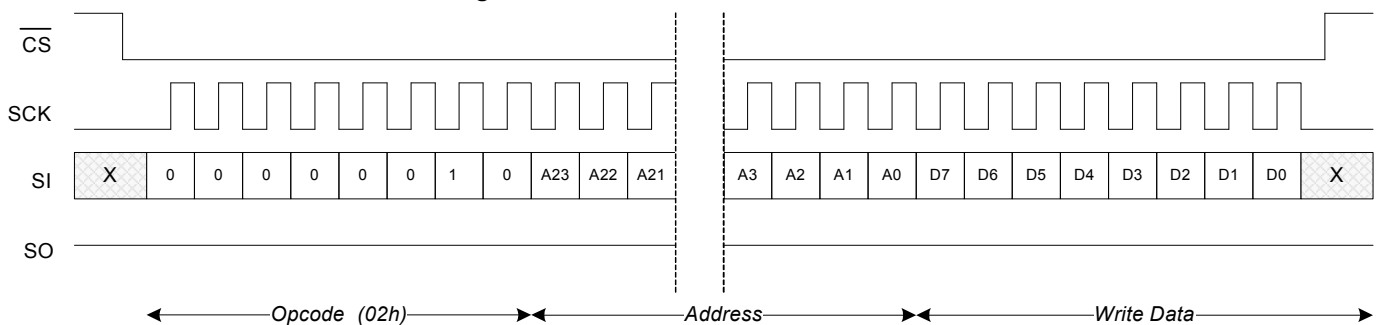 CS
SCK
SI X 0 0 0 0 0 0 1 0 A23 A22 A21 A3 A2 A1 A0 D7 D6 D5 D4 D3 D2 D1 D0 X
SO
Opcode (02h) Address Write Data